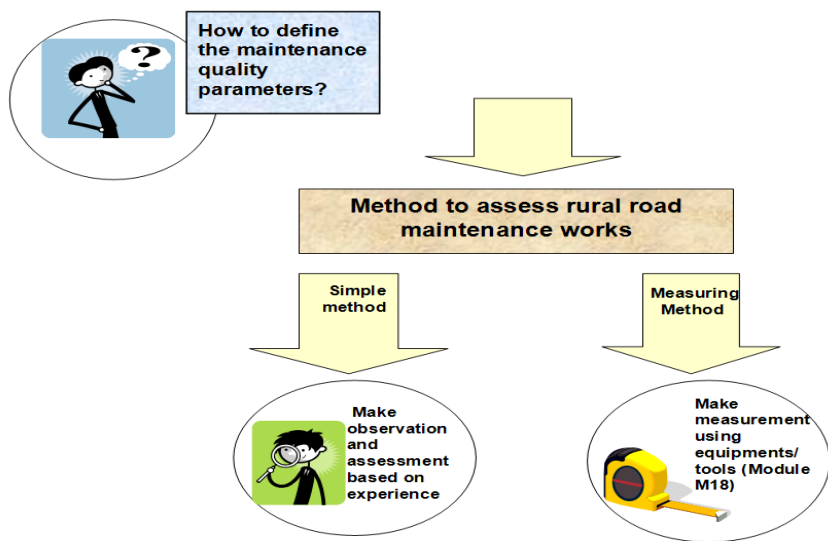 How to define
the maintenance
quality
parameters?
?
Method to assess rural road
maintenance works
Simple
method
Measuring
Method
Make
observation
and
assessment
based on
experience
Make
measurement
using
equipments/
tools (Module
M18)